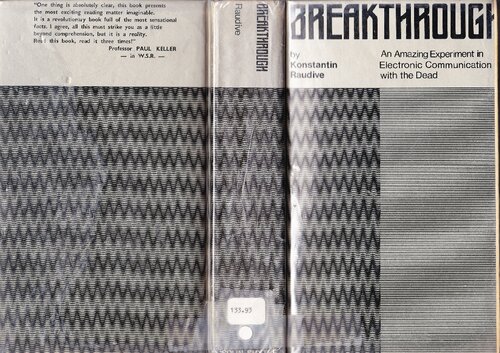 "One thing is absolutely clear, this book presents
the most exciting reading matter imaginable.
It is a revolutionary book full of the most sensational
facts. I agree, all this must strike you as a little
beyond comprehension, but it is a reality.
Read this book, read it three times!"
Professor PAUL KELLER
— in W.S.R. —
BREAKTHROUGH
Raudive
133.93
BREAKTHROUGH
by
Konstantin
Raudive
An Amazing Experiment in
Electronic Communication
with the Dead